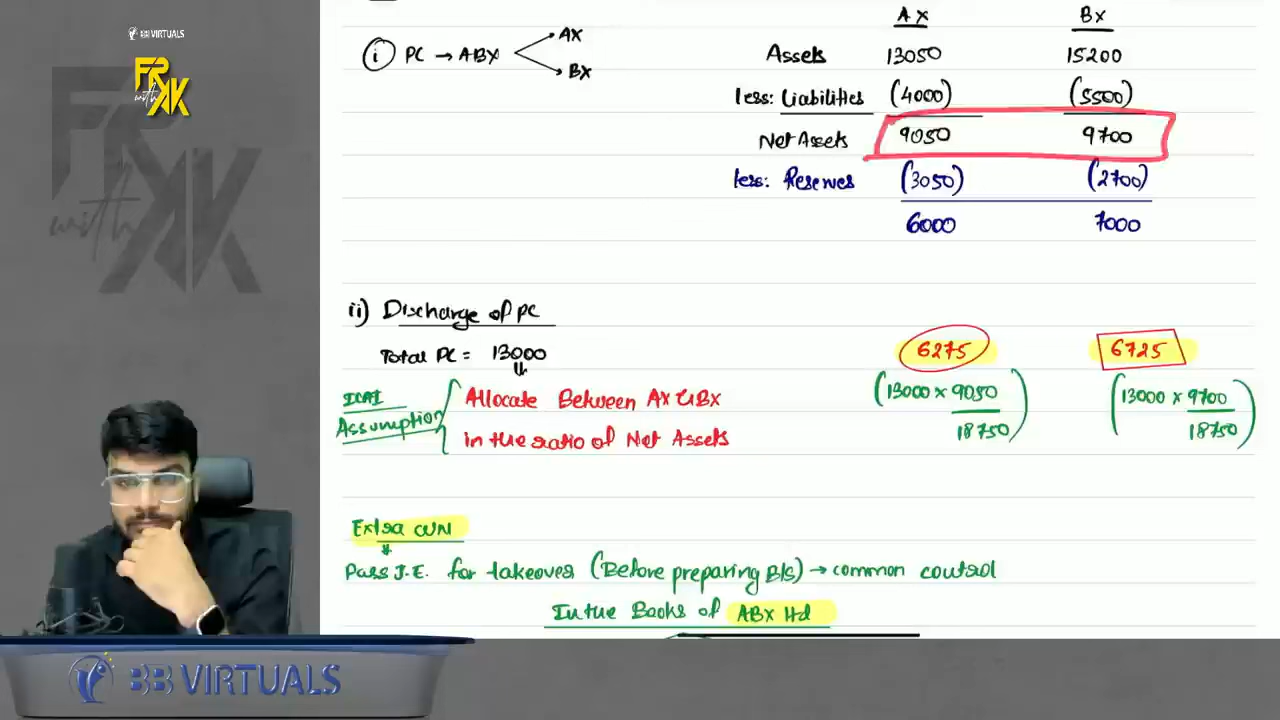 BB VIRTUALS
FR
with AK
FR
with AK
AX BX
(i) PC → ABX AX
BX
Assets 13050 15200
less: Liabilities (4000) (5500)
Net Assets 9050 9700
less: Reserves (3050) (2700)
6000 7000
ii) Discharge of PC
Total PC = 13000 6275 6725
ICAI Assumption
Allocate Between AX & BX
in the ratio of Net Assets
(13000 × 9050/18750) (13000 × 9700/18750)
Extra W/N
Pass J.E. for takeover (Before preparing B/s) → common control
In the Books of ABX ltd
BB VIRTUALS